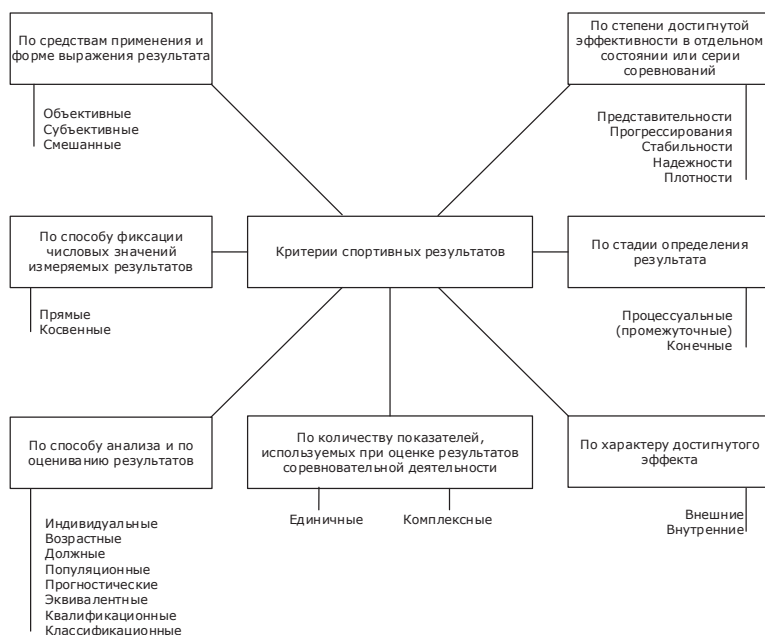 По средствам применения и
форме выражения результата
Объективные
Субъективные
Смешанные
По степени достигнутой
эффективности в отдельном
состоянии или серии
соревнований
Представительности
Прогрессирования
Стабильности
Надежности
Плотности
По способу фиксации
числовых значений
измеряемых результатов
Прямые
Косвенные
Критерии спортивных результатов
По стадии определения
результата
Процессуальные
(промежуточные)
Конечные
По способу анализа и по
оцениванию результатов
Индивидуальные
Возрастные
Должные
Популяционные
Прогностические
Эквивалентные
Квалификационные
Классификационные
По количеству показателей,
используемых при оценке результатов
соревновательной деятельности
Единичные
Комплексные
По характеру достигнутого
эффекта
Внешние
Внутренние